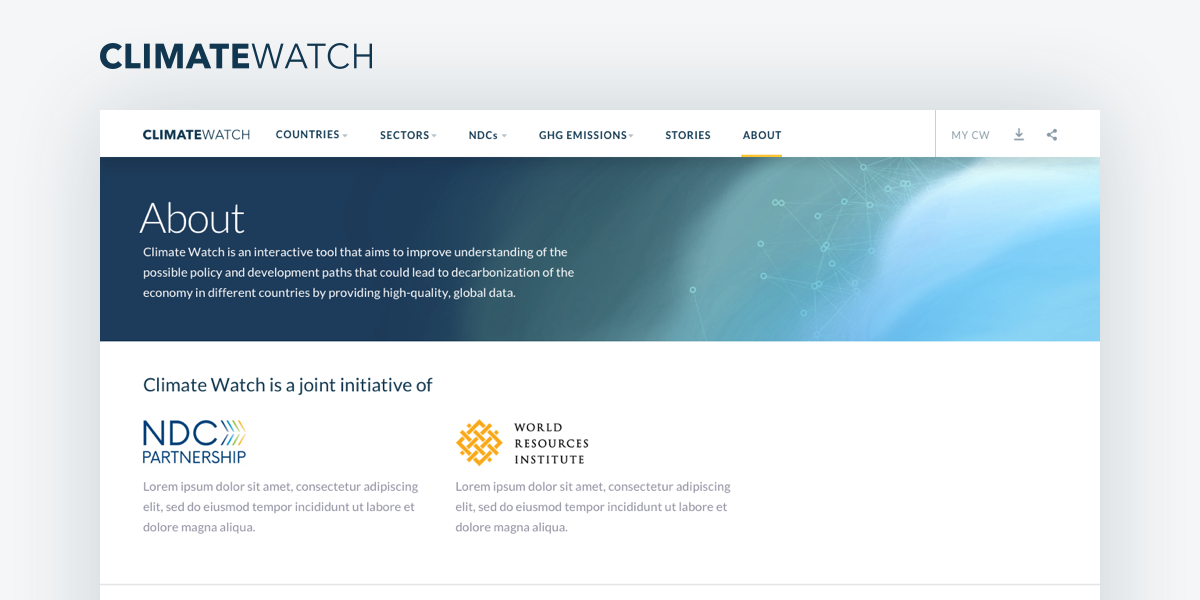 CLIMATEWATCH
CLIMATEWATCH COUNTRIES SECTORS NDCs GHG EMISSIONS STORIES ABOUT MY CW
About
Climate Watch is an interactive tool that aims to improve understanding of the
possible policy and development paths that could lead to decarbonization of the
economy in different countries by providing high-quality, global data.
Climate Watch is a joint initiative of
NDC
PARTNERSHIP
Lorem ipsum dolor sit amet, consectetur adipiscing
elit, sed do eiusmod tempor incididunt ut labore et
dolore magna aliqua.
WORLD
RESOURCES
INSTITUTE
Lorem ipsum dolor sit amet, consectetur adipiscing
elit, sed do eiusmod tempor incididunt ut labore et
dolore magna aliqua.